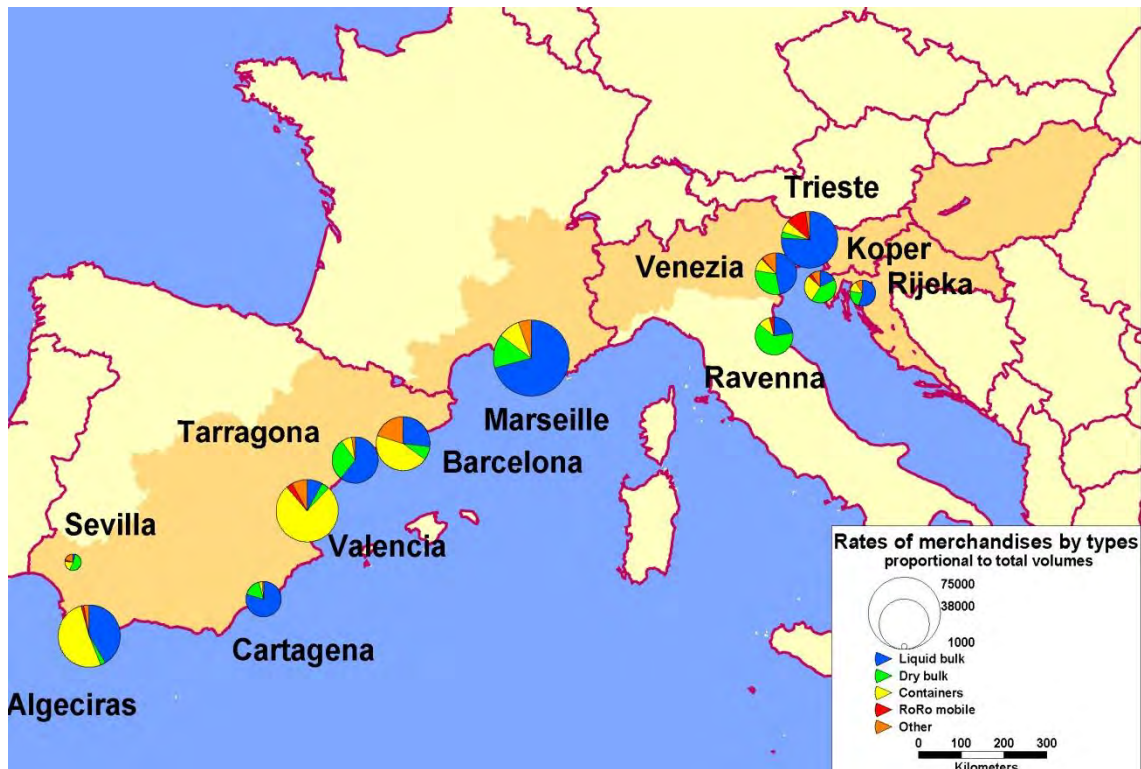 Trieste
Koper
Venezia
Rijeka
Ravenna
Marseille
Tarragona
Barcelona
Sevilla
Valencia
Cartagena
Algeciras
Rates of merchandises by types
proportional to total volumes
75000
38000
1000
Liquid bulk
Dry bulk
Containers
RoRo mobile
Other
0 100 200 300
Kilometers